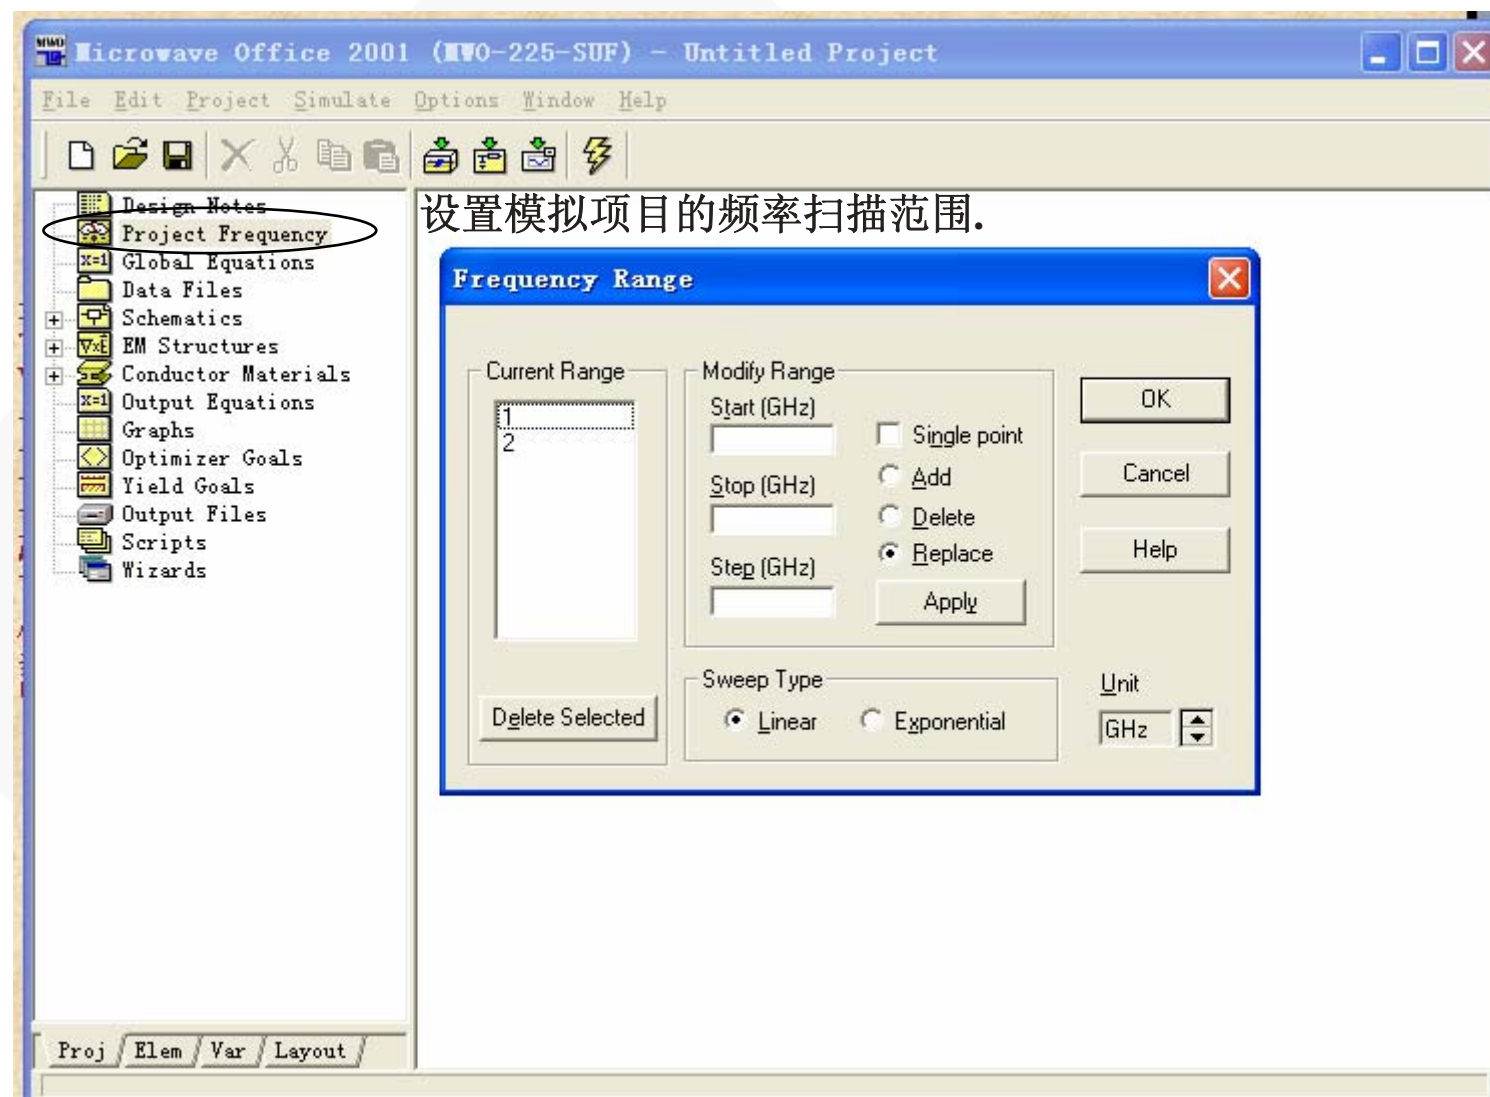 Microwave Office 2001 (MWO-225-SUF) - Untitled Project
File Edit Project Simulate Options Window Help
Design Notes
Project Frequency
X=1 Global Equations
Data Files
Schematics
∇×E EM Structures
Conductor Materials
X=1 Output Equations
Graphs
Optimizer Goals
Yield Goals
Output Files
Scripts
Wizards
Proj Elem Var Layout
设置模拟项目的频率扫描范围.
Frequency Range
Current Range
1
2
Delete Selected
Modify Range
Start (GHz)
Stop (GHz)
Step (GHz)
Single point
Add
Delete
Replace
Apply
Sweep Type
Linear Exponential
OK
Cancel
Help
Unit
GHz